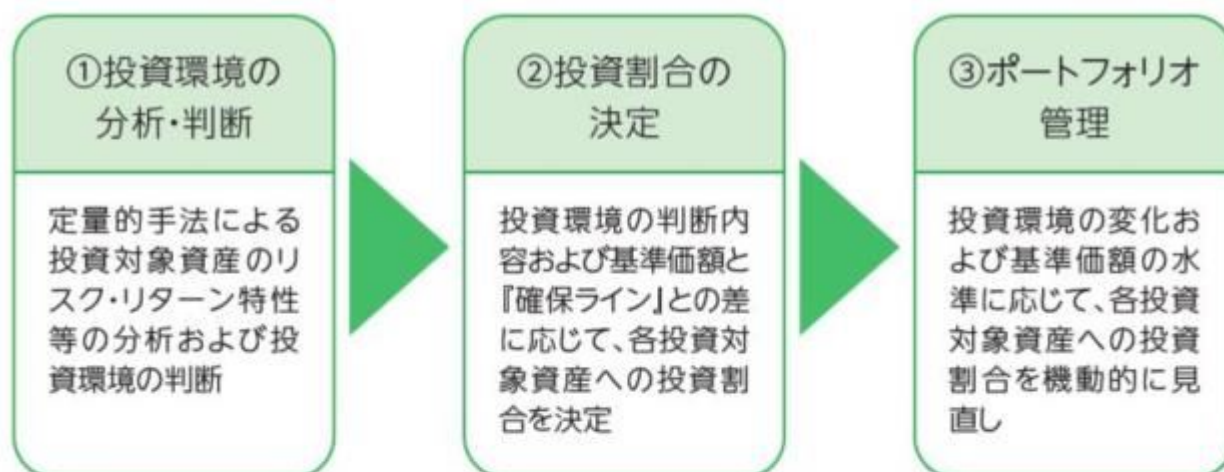 ①投資環境の
分析・判断
定量的手法による
投資対象資産のリ
スク・リターン特性
等の分析および投
資環境の判断
②投資割合の
決定
投資環境の判断内
容および基準価額と
『確保ライン』との差
に応じて、各投資対
象資産への投資割
合を決定
③ポートフォリオ
管理
投資環境の変化お
よび基準価額の水
準に応じて、各投資
対象資産への投資
割合を機動的に見
直し